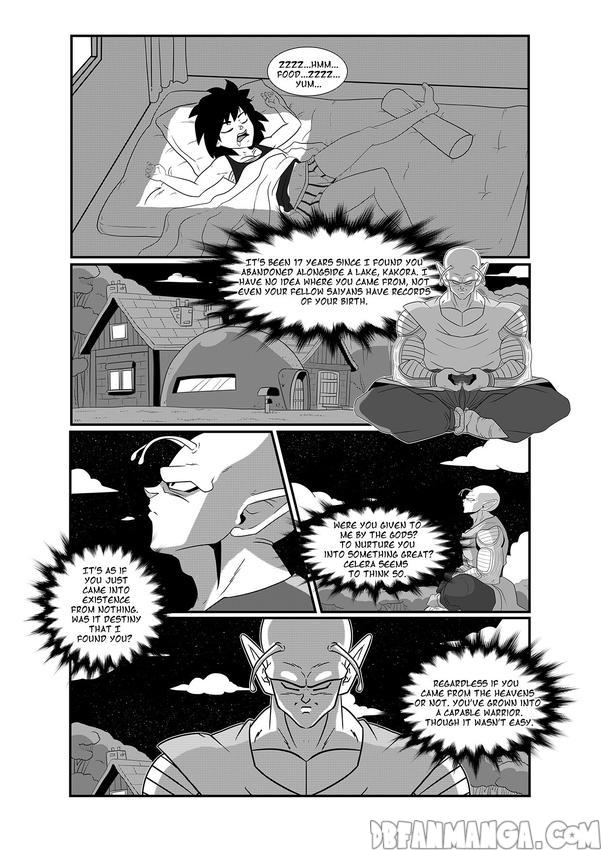 ZZZZ...HMM...
FOOD...ZZZZ...
YUM...
IT'S BEEN 17 YEARS SINCE I FOUND YOU
ABANDONED ALONGSIDE A LAKE, KAKORA. I
HAVE NO IDEA WHERE YOU CAME FROM, NOT
EVEN YOUR FELLOW SAIYANS HAVE RECORDS
OF YOUR BIRTH.
IT'S AS IF
YOU JUST
CAME INTO
EXISTENCE
FROM NOTHING.
WAS IT DESTINY
THAT I
FOUND YOU?
WERE YOU GIVEN TO
ME BY THE GODS?
TO NURTURE YOU
INTO SOMETHING GREAT?
CELERA SEEMS
TO THINK SO.
REGARDLESS IF YOU
CAME FROM THE HEAVENS
OR NOT. YOU'VE GROWN INTO
A CAPABLE WARRIOR.
THOUGH IT WASN'T EASY.
DBFANMANGA.COM